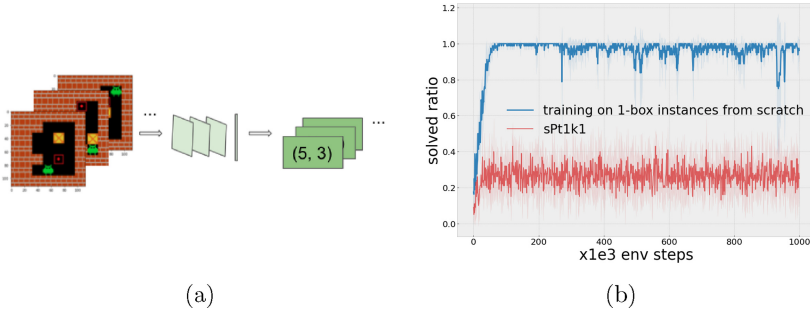 ...
...
(5, 3)
1.2
1.0
0.8
0.6
0.4
0.2
0.0
solved ratio
training on 1-box instances from scratch
sPt1k1
0 200 400 600 800 1000
x1e3 env steps
(a) (b)